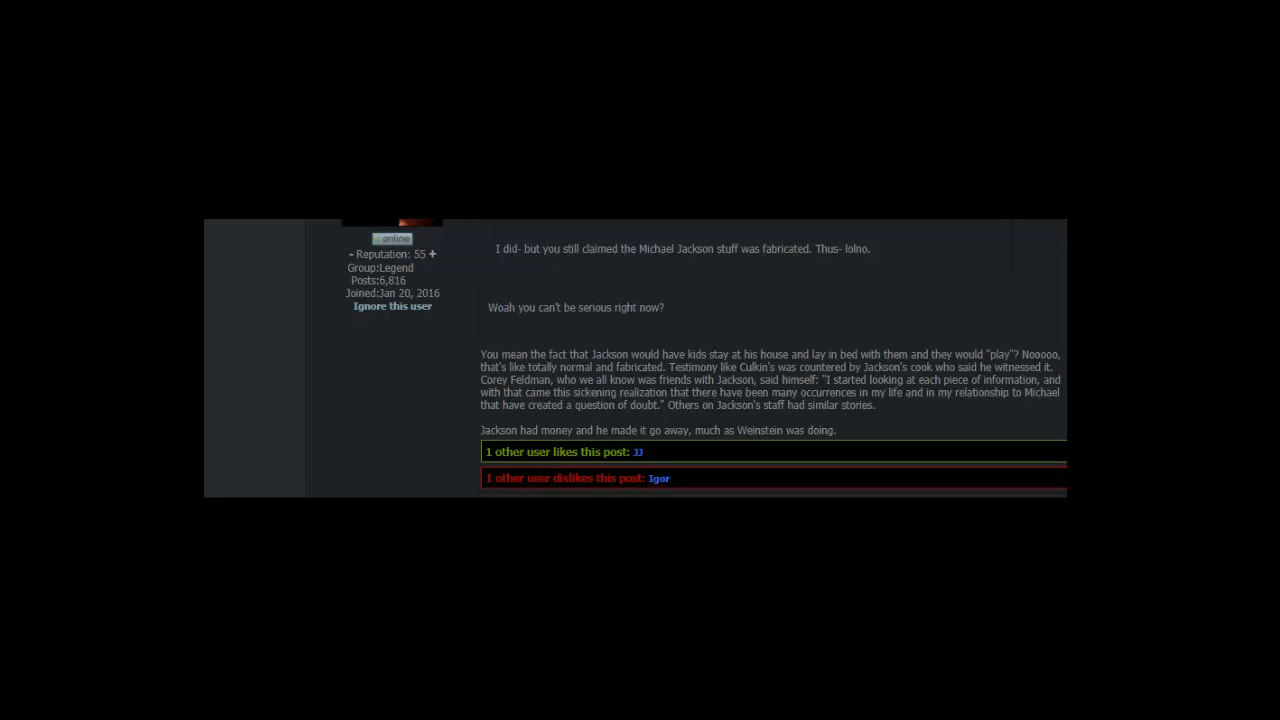 I did- but you still claimed the Michael Jackson stuff was fabricated. Thus- lolno.
online
- Reputation: 55 +
Group:Legend
Posts:6,816
Joined:Jan 20, 2016
Ignore this user
Woah you can't be serious right now?
You mean the fact that Jackson would have kids stay at his house and lay in bed with them and they would "play"? Nooooo,
that's like totally normal and fabricated. Testimony like Culkin's was countered by Jackson's cook who said he witnessed it.
Corey Feldman, who we all know was friends with Jackson, said himself: "I started looking at each piece of information, and
with that came this sickening realization that there have been many occurrences in my life and in my relationship to Michael
that have created a question of doubt." Others on Jackson's staff had similar stories.
Jackson had money and he made it go away, much as Weinstein was doing.
1 other user likes this post: JJ
1 other user dislikes this post: Igor